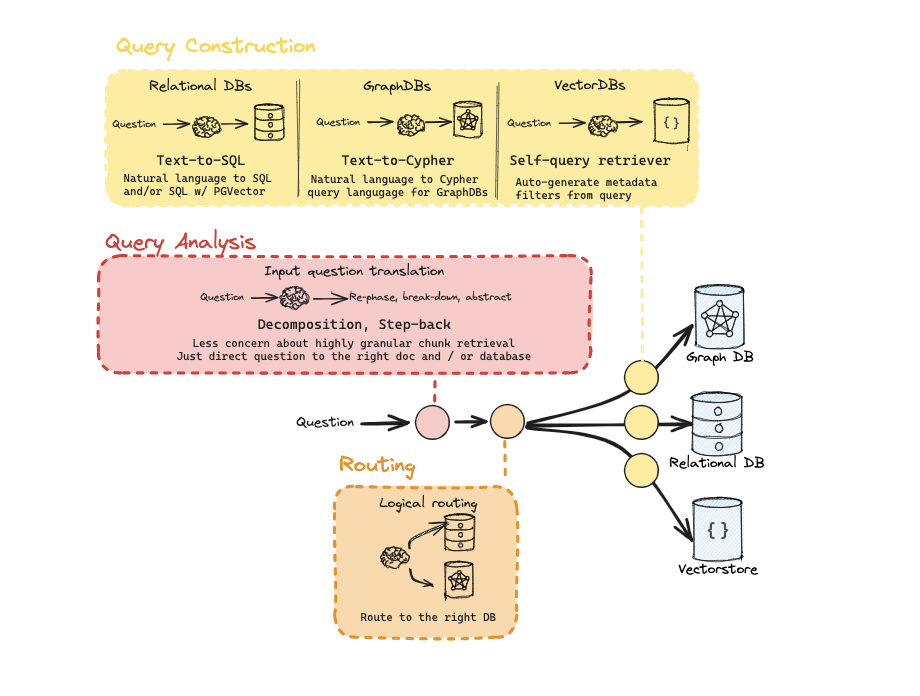 Query Construction
Relational DBs
Question
Text-to-SQL
Natural language to SQL
and/or SQL w/ PGVector
GraphDBs
Question
Text-to-Cypher
Natural language to Cypher
query langugage for GraphDBs
VectorDBs
Question
{}
Self-query retriever
Auto-generate metadata
filters from query
Query Analysis
Input question translation
Question
Re-phase, break-down, abstract
Decomposition, Step-back
Less concern about highly granular chunk retrieval
Just direct question to the right doc and / or database
Question
Graph DB
Relational DB
{}
Vectorstore
Routing
Logical routing
Route to the right DB